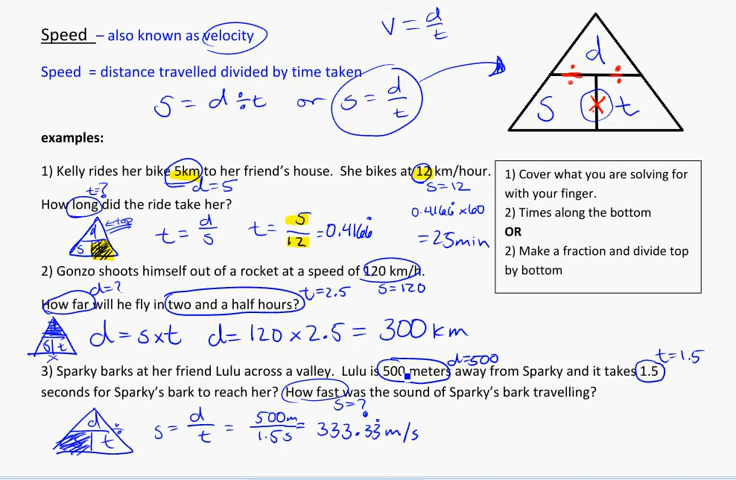 Speed – also known as velocity
V = d/t
Speed = distance travelled divided by time taken
s = d ÷ t or s = d/t
d
÷ ÷
s × t
examples:
1) Kelly rides her bike 5km to her friend's house. She bikes at 12 km/hour.
t=? d=5 s=12
How long did the ride take her?
d ←top
s
t = d/s t = 5/12 = 0.4166
0.4166 × 60
= 25min
1) Cover what you are solving for
with your finger.
2) Times along the bottom
OR
2) Make a fraction and divide top
by bottom
2) Gonzo shoots himself out of a rocket at a speed of 120 km/h.
d=? t=2.5 s=120
How far will he fly in two and a half hours?
s t
×
d = s×t d = 120 × 2.5 = 300km
3) Sparky barks at her friend Lulu across a valley. Lulu is 500 meters away from Sparky and it takes 1.5
d=500 t=1.5
seconds for Sparky's bark to reach her? How fast was the sound of Sparky's bark travelling?
s=?
d ÷
t
s = d/t = 500m/1.5s = 333.33 m/s